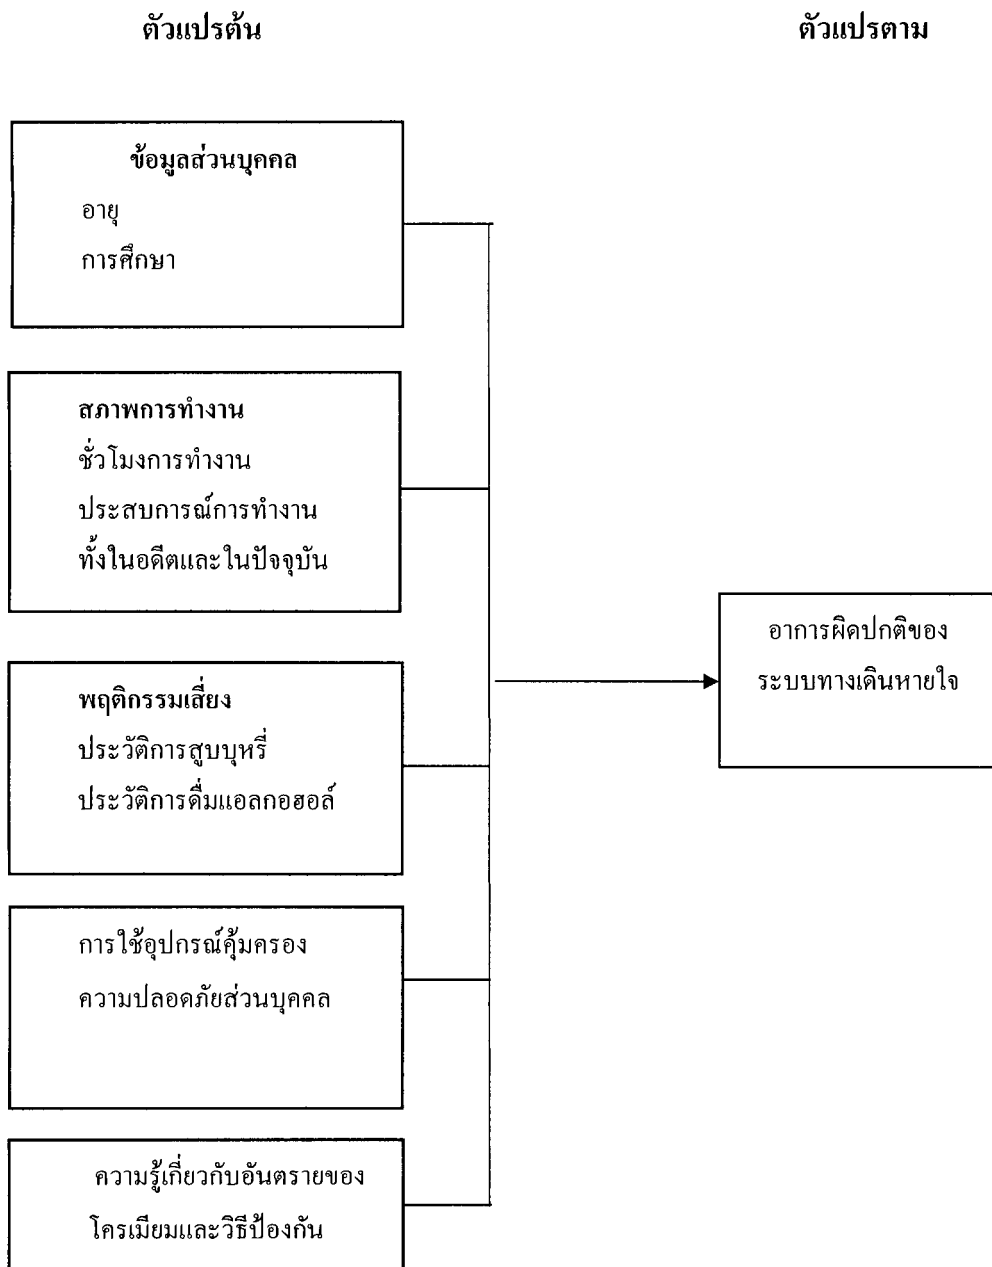 ตัวแปรต้น
ตัวแปรตาม
ข้อมูลส่วนบุคคล
อายุ
การศึกษา
สภาพการทำงาน
ชั่วโมงการทำงาน
ประสบการณ์การทำงาน
ทั้งในอดีตและในปัจจุบัน
พฤติกรรมเสี่ยง
ประวัติการสูบบุหรี่
ประวัติการดื่มแอลกอฮอล์
การใช้อุปกรณ์คุ้มครอง
ความปลอดภัยส่วนบุคคล
ความรู้เกี่ยวกับอันตรายของ
โครเมียมและวิธีป้องกัน
อาการผิดปกติของ
ระบบทางเดินหายใจ